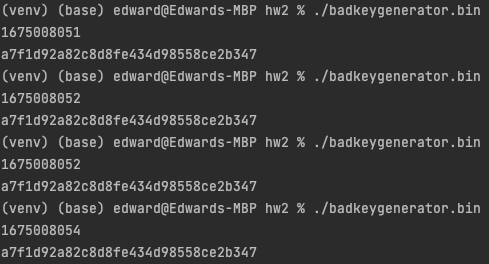 (venv) (base) edward@Edwards-MBP hw2 % ./badkeygenerator.bin
1675008051
a7f1d92a82c8d8fe434d98558ce2b347
(venv) (base) edward@Edwards-MBP hw2 % ./badkeygenerator.bin
1675008052
a7f1d92a82c8d8fe434d98558ce2b347
(venv) (base) edward@Edwards-MBP hw2 % ./badkeygenerator.bin
1675008052
a7f1d92a82c8d8fe434d98558ce2b347
(venv) (base) edward@Edwards-MBP hw2 % ./badkeygenerator.bin
1675008054
a7f1d92a82c8d8fe434d98558ce2b347